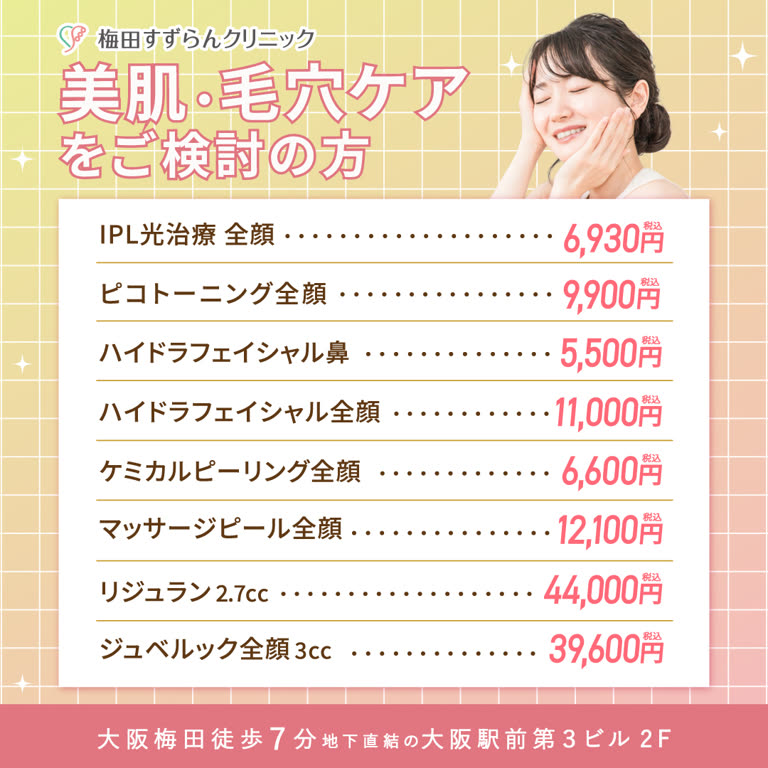 梅田すずらんクリニック
美肌・毛穴ケア
をご検討の方
IPL光治療 全顔 ‥‥‥‥‥‥‥‥‥‥ 6,930円 税込
ピコトーニング全顔 ‥‥‥‥‥‥‥‥ 9,900円 税込
ハイドラフェイシャル鼻 ‥‥‥‥‥‥‥ 5,500円 税込
ハイドラフェイシャル全顔 ‥‥‥‥‥‥ 11,000円 税込
ケミカルピーリング全顔 ‥‥‥‥‥‥‥ 6,600円 税込
マッサージピール全顔 ‥‥‥‥‥‥‥ 12,100円 税込
リジュラン 2.7cc ‥‥‥‥‥‥‥‥‥ 44,000円 税込
ジュベルック全顔 3cc ‥‥‥‥‥‥‥ 39,600円 税込
大阪梅田徒歩7分地下直結の大阪駅前第3ビル 2F